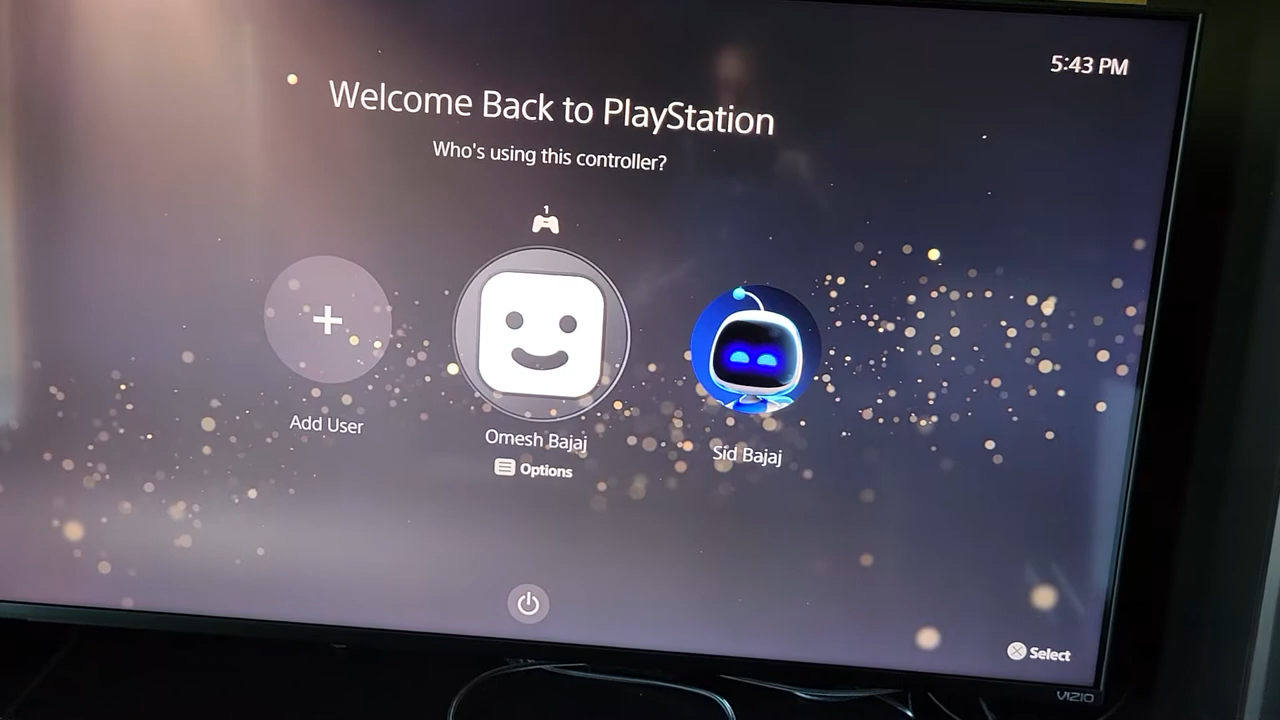 5:43 PM
Welcome Back to PlayStation
Who's using this controller?
1
Add User
Omesh Bajaj
Options
Sid Bajaj
Select
VIZIO